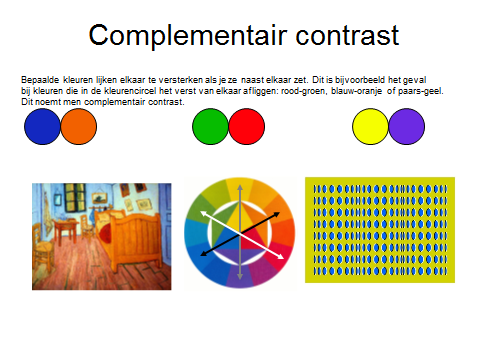 Complementair contrast
Bepaalde kleuren lijken elkaar te versterken als je ze naast elkaar zet. Dit is bijvoorbeeld het geval
bij kleuren die in de kleurencircel het verst van elkaar afliggen: rood-groen, blauw-oranje of paars-geel.
Dit noemt men complementair contrast.